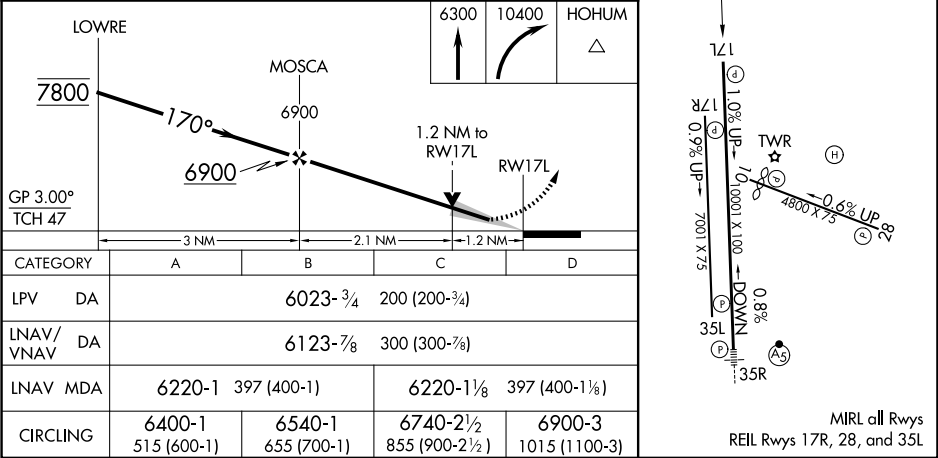 LOWRE
7800
170°
MOSCA
6900
6900
1.2 NM to
RW17L
RW17L
6300
10400
HOHUM
GP 3.00°
TCH 47
3 NM
2.1 NM
1.2 NM
CATEGORY A B C D
LPV DA 6023-¾ 200 (200-¾)
LNAV/
VNAV DA 6123-⅞ 300 (300-⅞)
LNAV MDA 6220-1 397 (400-1) 6220-1⅛ 397 (400-1⅛)
CIRCLING 6400-1 6540-1 6740-2½ 6900-3
515 (600-1) 655 (700-1) 855 (900-2½) 1015 (1100-3)
17L
P
1.0% UP
17R
P
0.9% UP
7001 X 75
10001 X 100
TWR
H
10
P
0.6% UP
4800 X 75
P
28
DOWN
0.8%
P
35L
P
A5
35R
MIRL all Rwys
REIL Rwys 17R, 28, and 35L